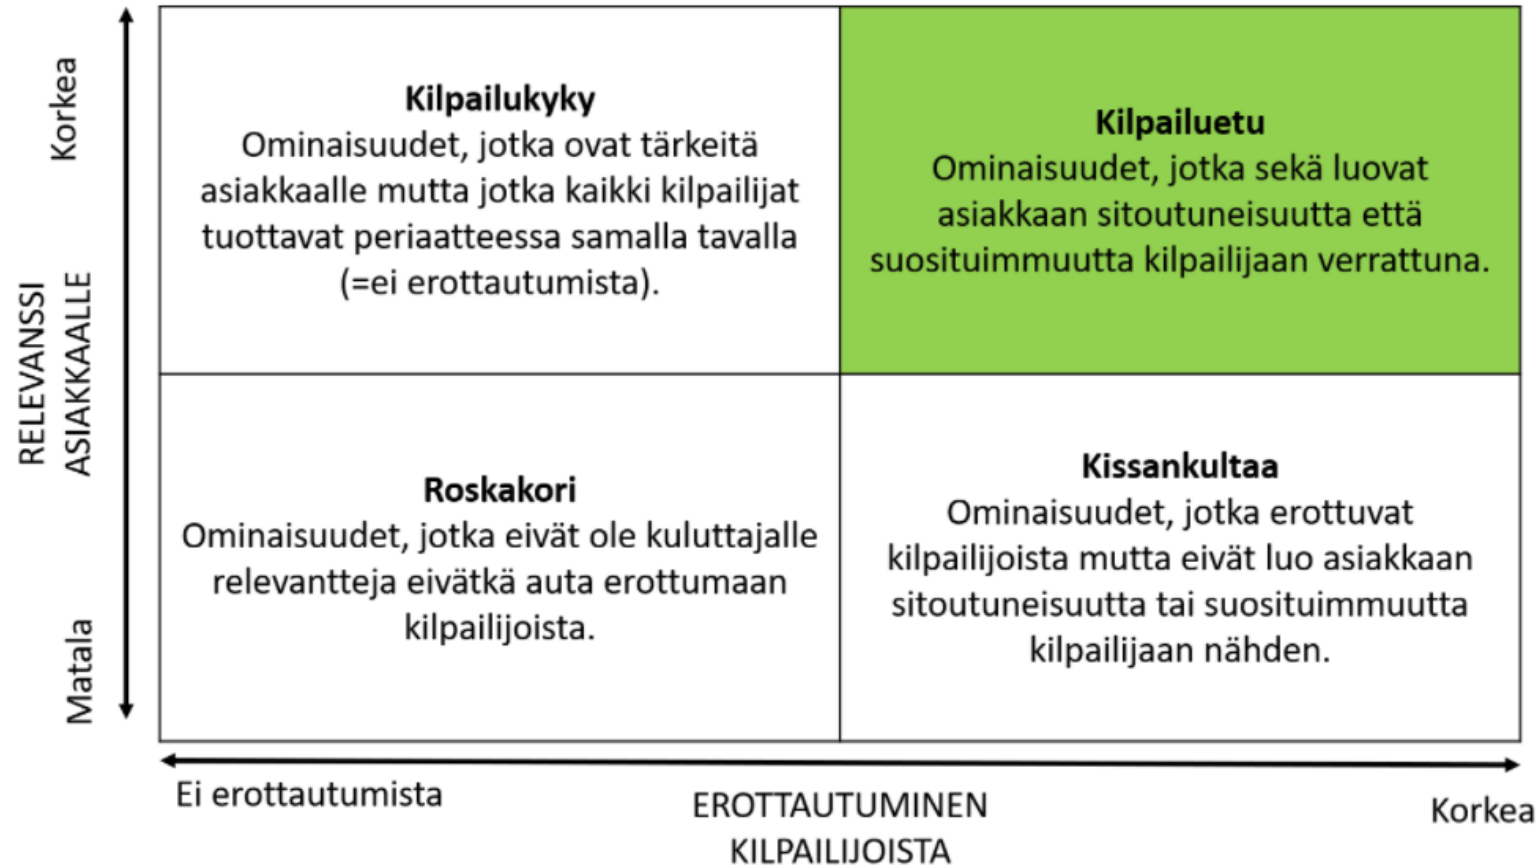 Korkea
RELEVANSSI
ASIAKKAALLE
Matala
Kilpailukyky
Ominaisuudet, jotka ovat tärkeitä
asiakkaalle mutta jotka kaikki kilpailijat
tuottavat periaatteessa samalla tavalla
(=ei erottautumista).
Kilpailuetu
Ominaisuudet, jotka sekä luovat
asiakkaan sitoutuneisuutta että
suosituimmuutta kilpailijaan verrattuna.
Roskakori
Ominaisuudet, jotka eivät ole kuluttajalle
relevantteja eivätkä auta erottumaan
kilpailijoista.
Kissankultaa
Ominaisuudet, jotka erottuvat
kilpailijoista mutta eivät luo asiakkaan
sitoutuneisuutta tai suosituimmuutta
kilpailijaan nähden.
Ei erottautumista
EROTTAUTUMINEN
KILPAILIJOISTA
Korkea